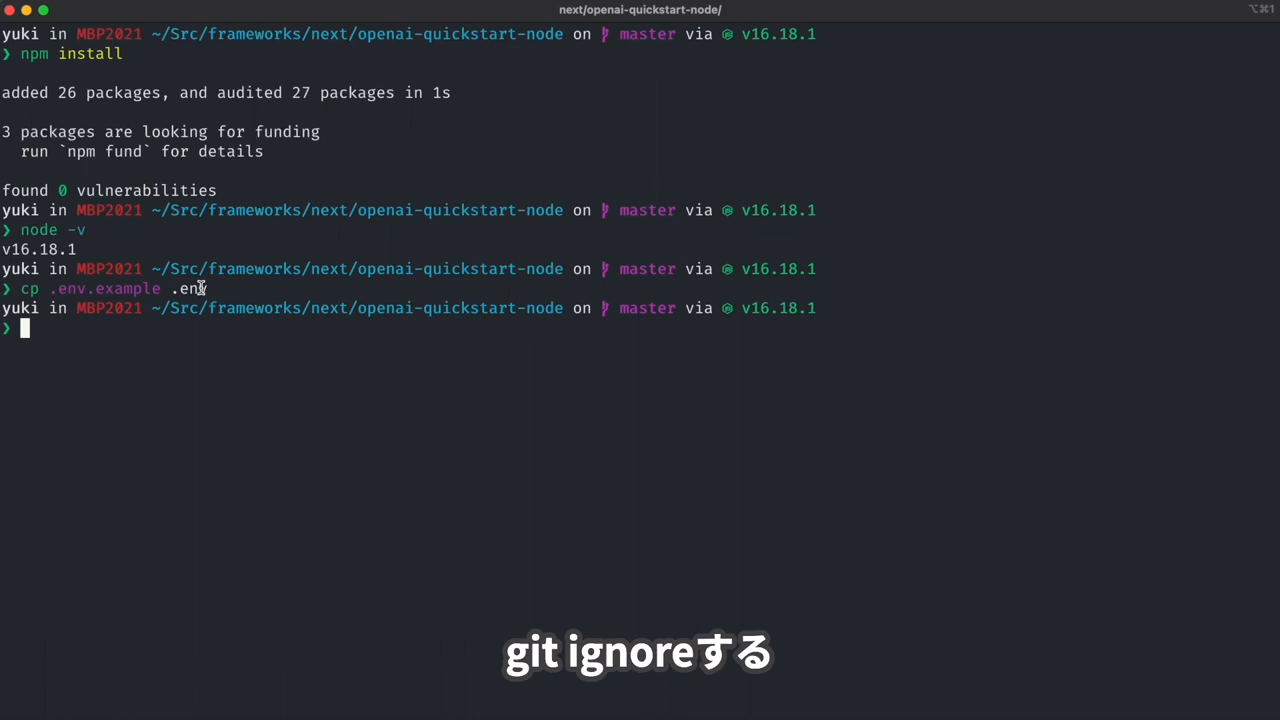 next/openai-quickstart-node/
⌥⌘1
yuki in MBP2021 ~/Src/frameworks/next/openai-quickstart-node on master via v16.18.1
❯ npm install
added 26 packages, and audited 27 packages in 1s
3 packages are looking for funding
run `npm fund` for details
found 0 vulnerabilities
yuki in MBP2021 ~/Src/frameworks/next/openai-quickstart-node on master via v16.18.1
❯ node -v
v16.18.1
yuki in MBP2021 ~/Src/frameworks/next/openai-quickstart-node on master via v16.18.1
❯ cp .env.example .env
yuki in MBP2021 ~/Src/frameworks/next/openai-quickstart-node on master via v16.18.1
❯
git ignoreする